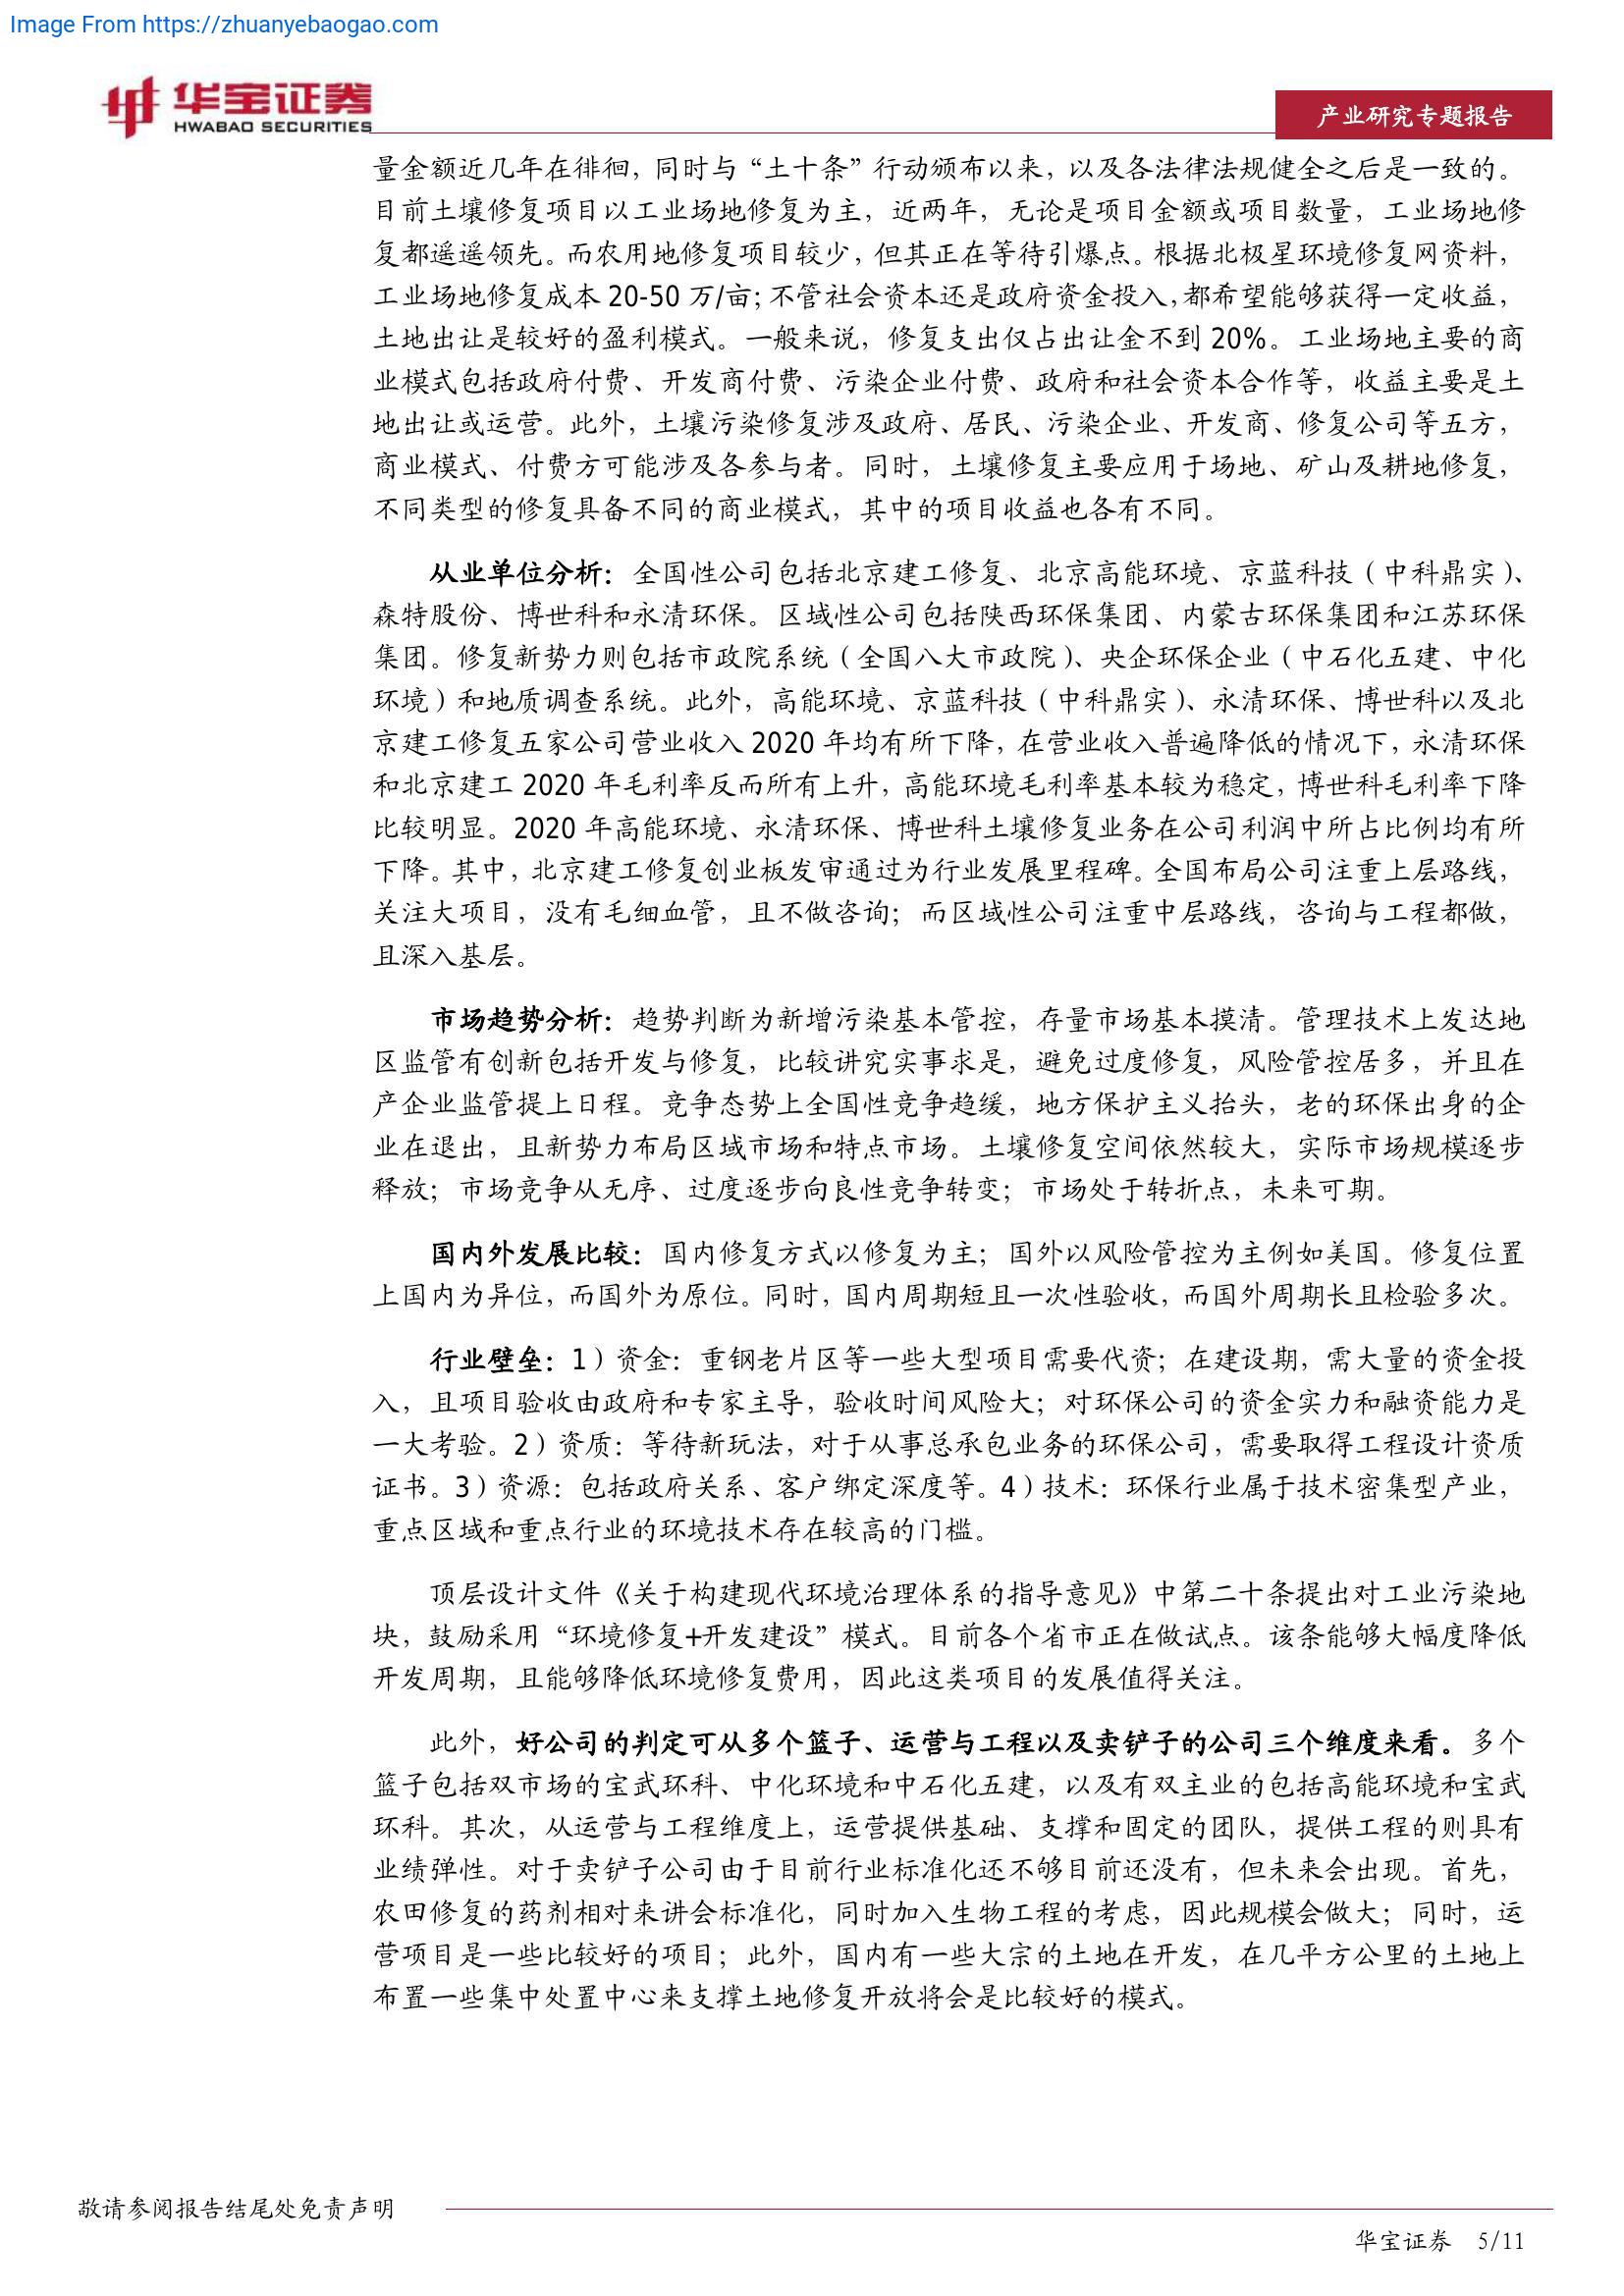 Image From https://zhuanyebaogao.com
华宝证券
HWABAO SECURITIES
产业研究专题报告
量金额近几年在徘徊，同时与“土十条”行动颁布以来，以及各法律法规健全之后是一致的。
目前土壤修复项目以工业场地修复为主，近两年，无论是项目金额或项目数量，工业场地修
复都遥遥领先。而农用地修复项目较少，但其正在等待引爆点。根据北极星环境修复网资料，
工业场地修复成本 20-50 万/亩；不管社会资本还是政府资金投入，都希望能够获得一定收益，
土地出让是较好的盈利模式。一般来说，修复支出仅占出让金不到 20%。工业场地主要的商
业模式包括政府付费、开发商付费、污染企业付费、政府和社会资本合作等，收益主要是土
地出让或运营。此外，土壤污染修复涉及政府、居民、污染企业、开发商、修复公司等五方，
商业模式、付费方可能涉及各参与者。同时，土壤修复主要应用于场地、矿山及耕地修复，
不同类型的修复具备不同的商业模式，其中的项目收益也各有不同。
从业单位分析：全国性公司包括北京建工修复、北京高能环境、京蓝科技（中科鼎实）、
森特股份、博世科和永清环保。区域性公司包括陕西环保集团、内蒙古环保集团和江苏环保
集团。修复新势力则包括市政院系统（全国八大市政院）、央企环保企业（中石化五建、中化
环境）和地质调查系统。此外，高能环境、京蓝科技（中科鼎实）、永清环保、博世科以及北
京建工修复五家公司营业收入 2020 年均有所下降，在营业收入普遍降低的情况下，永清环保
和北京建工 2020 年毛利率反而所有上升，高能环境毛利率基本较为稳定，博世科毛利率下降
比较明显。2020 年高能环境、永清环保、博世科土壤修复业务在公司利润中所占比例均有所
下降。其中，北京建工修复创业板发审通过为行业发展里程碑。全国布局公司注重上层路线，
关注大项目，没有毛细血管，且不做咨询；而区域性公司注重中层路线，咨询与工程都做，
且深入基层。
市场趋势分析：趋势判断为新增污染基本管控，存量市场基本摸清。管理技术上发达地
区监管有创新包括开发与修复，比较讲究实事求是，避免过度修复，风险管控居多，并且在
产企业监管提上日程。竞争态势上全国性竞争趋缓，地方保护主义抬头，老的环保出身的企
业在退出，且新势力布局区域市场和特点市场。土壤修复空间依然较大，实际市场规模逐步
释放；市场竞争从无序、过度逐步向良性竞争转变；市场处于转折点，未来可期。
国内外发展比较：国内修复方式以修复为主；国外以风险管控为主例如美国。修复位置
上国内为异位，而国外为原位。同时，国内周期短且一次性验收，而国外周期长且检验多次。
行业壁垒：1）资金：重钢老片区等一些大型项目需要代资；在建设期，需大量的资金投
入，且项目验收由政府和专家主导，验收时间风险大；对环保公司的资金实力和融资能力是
一大考验。2）资质：等待新玩法，对于从事总承包业务的环保公司，需要取得工程设计资质
证书。3）资源：包括政府关系、客户绑定深度等。4）技术：环保行业属于技术密集型产业，
重点区域和重点行业的环境技术存在较高的门槛。
顶层设计文件《关于构建现代环境治理体系的指导意见》中第二十条提出对工业污染地
块，鼓励采用“环境修复+开发建设”模式。目前各个省市正在做试点。该条能够大幅度降低
开发周期，且能够降低环境修复费用，因此这类项目的发展值得关注。
此外，好公司的判定可从多个篮子、运营与工程以及卖铲子的公司三个维度来看。多个
篮子包括双市场的宝武环科、中化环境和中石化五建，以及有双主业的包括高能环境和宝武
环科。其次，从运营与工程维度上，运营提供基础、支撑和固定的团队，提供工程的则具有
业绩弹性。对于卖铲子公司由于目前行业标准化还不够目前还没有，但未来会出现。首先，
农田修复的药剂相对来讲会标准化，同时加入生物工程的考虑，因此规模会做大；同时，运
营项目是一些比较好的项目；此外，国内有一些大宗的土地在开发，在几平方公里的土地上
布置一些集中处置中心来支撑土地修复开放将会是比较好的模式。
敬请参阅报告结尾处免责声明
华宝证券 5/11